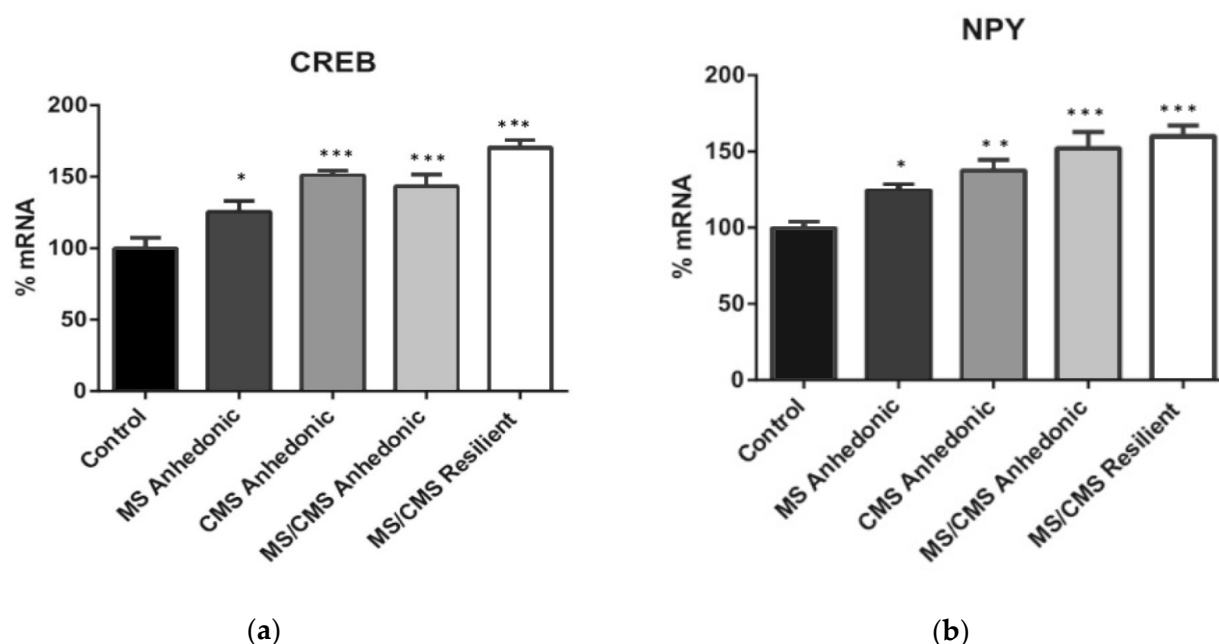 CREB
% mRNA
200
150
100
50
0
*
***
***
***
Control
MS Anhedonic
CMS Anhedonic
MS/CMS Anhedonic
MS/CMS Resilient
(a)
NPY
% mRNA
200
150
100
50
0
*
**
***
***
Control
MS Anhedonic
CMS Anhedonic
MS/CMS Anhedonic
MS/CMS Resilient
(b)